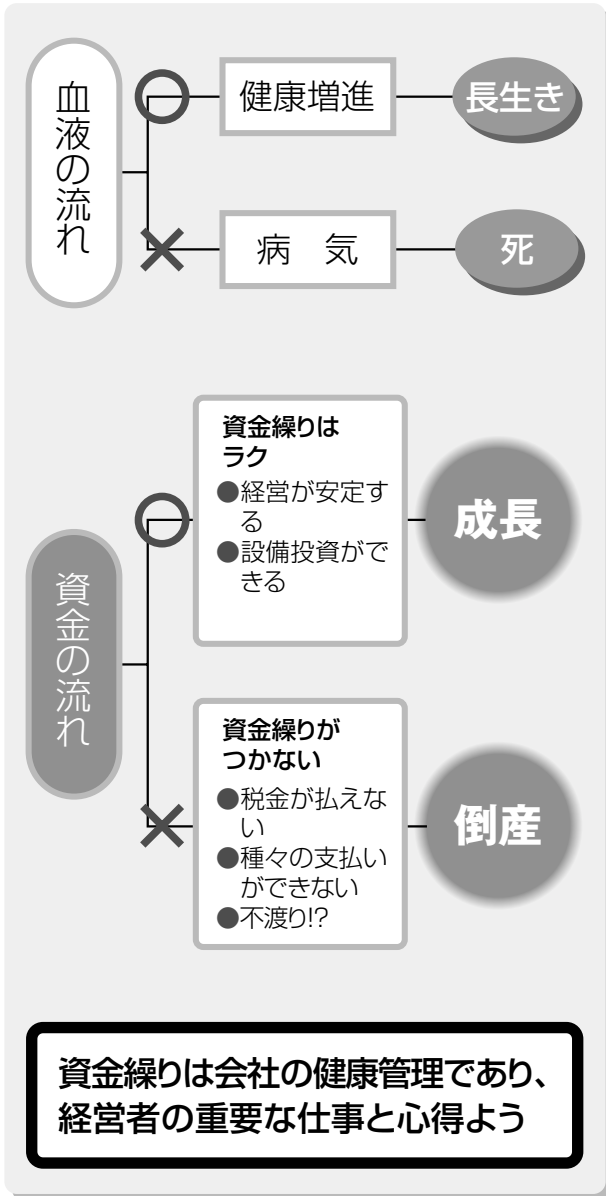 血液の流れ
健康増進
長生き
病　気
死
資金の流れ
資金繰りは
ラク
●経営が安定す
る
●設備投資がで
きる
成長
資金繰りが
つかない
●税金が払えな
い
●種々の支払い
ができない
●不渡り!?
倒産
資金繰りは会社の健康管理であり、
経営者の重要な仕事と心得よう